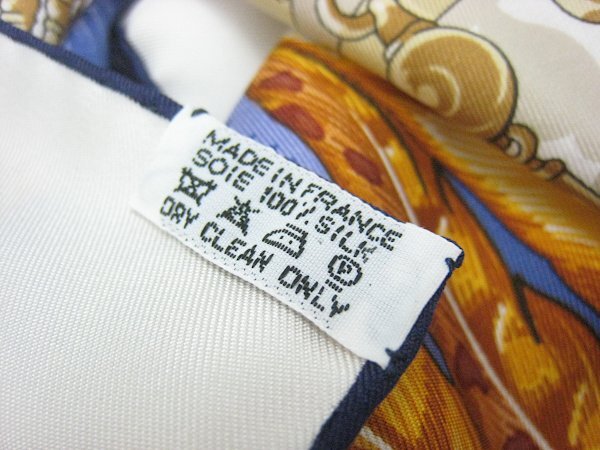 MADE IN FRANCE
SOIE 100% SILK
P
DRY CLEAN ONLY